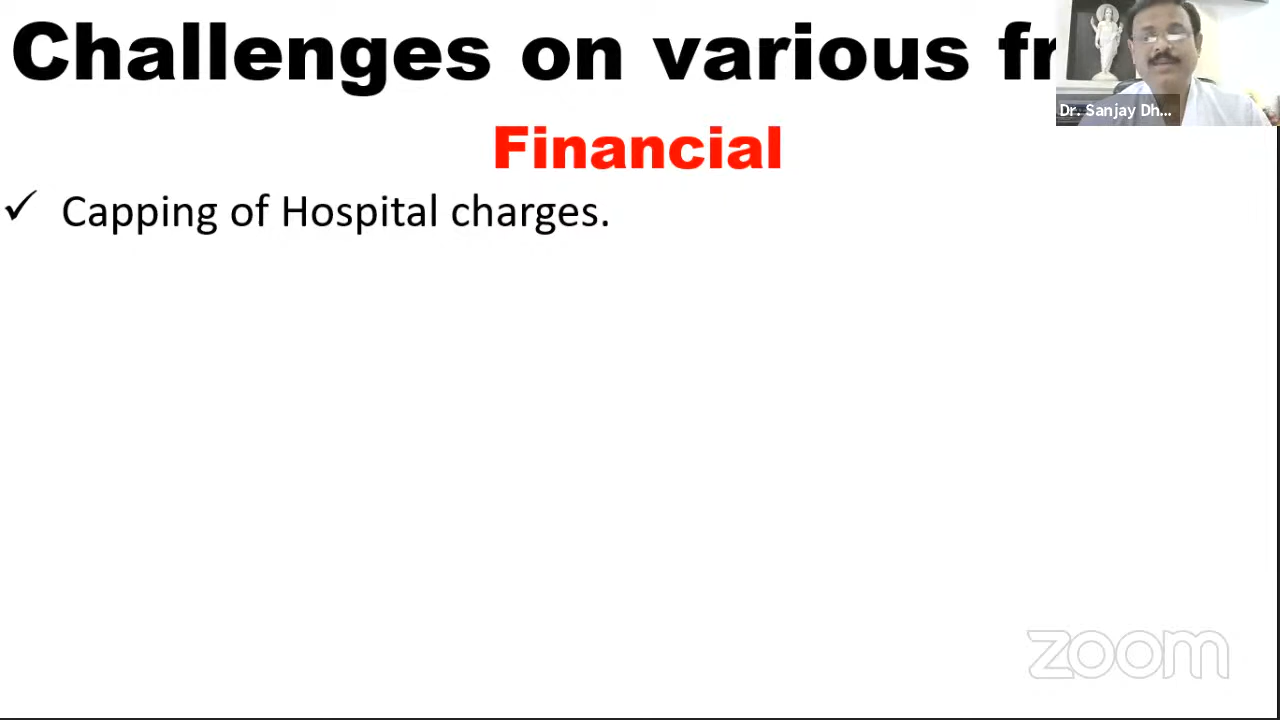 Challenges on various fr
Dr. Sanjay Dh...
Financial
✓ Capping of Hospital charges.
zoom